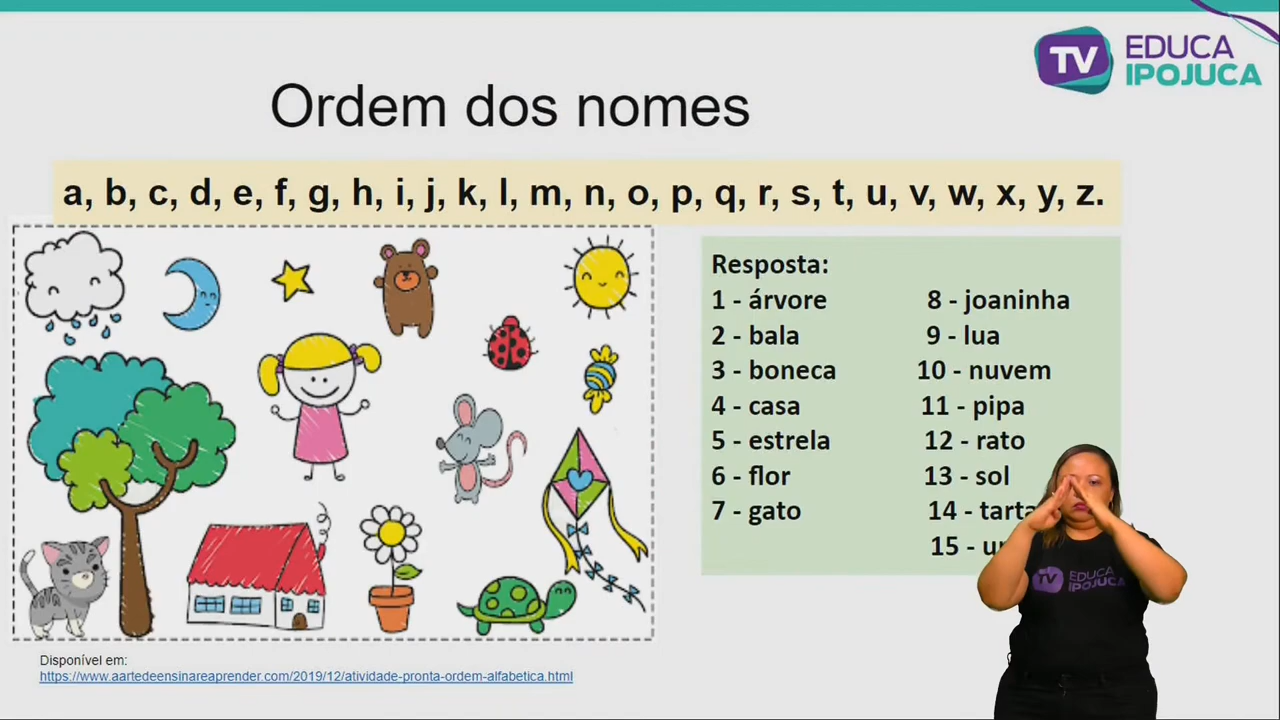 TV EDUCA
IPOJUCA
Ordem dos nomes
a, b, c, d, e, f, g, h, i, j, k, l, m, n, o, p, q, r, s, t, u, v, w, x, y, z.
Resposta:
1 - árvore
2 - bala
3 - boneca
4 - casa
5 - estrela
6 - flor
7 - gato
8 - joaninha
9 - lua
10 - nuvem
11 - pipa
12 - rato
13 - sol
14 -
15 -
TV EDUCA
IPOJUCA
Disponível em:
https://www.aartedeensinareaprender.com/2019/12/atividade-pronta-ordem-alfabetica.html